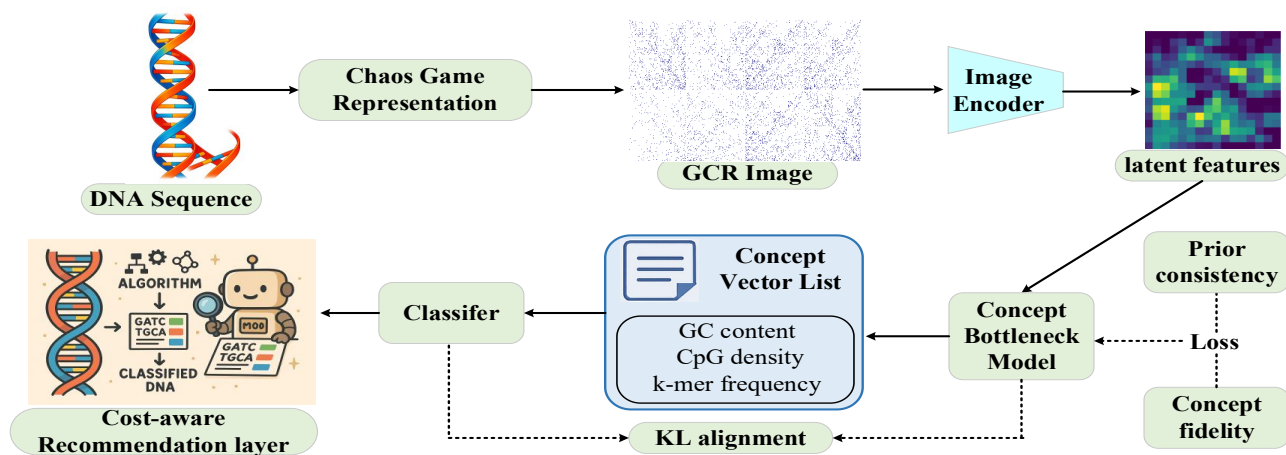 Chaos Game
Representation
Image
Encoder
DNA Sequence
GCR Image
latent features
ALGORITHM
GATC
TGCA
CLASSIFIED
DNA
MOO
GATC
TGCA
Cost-aware
Recommendation layer
Classifer
Concept
Vector List
GC content
CpG density
k-mer frequency
KL alignment
Concept
Bottleneck
Model
Prior
consistency
Loss
Concept
fidelity